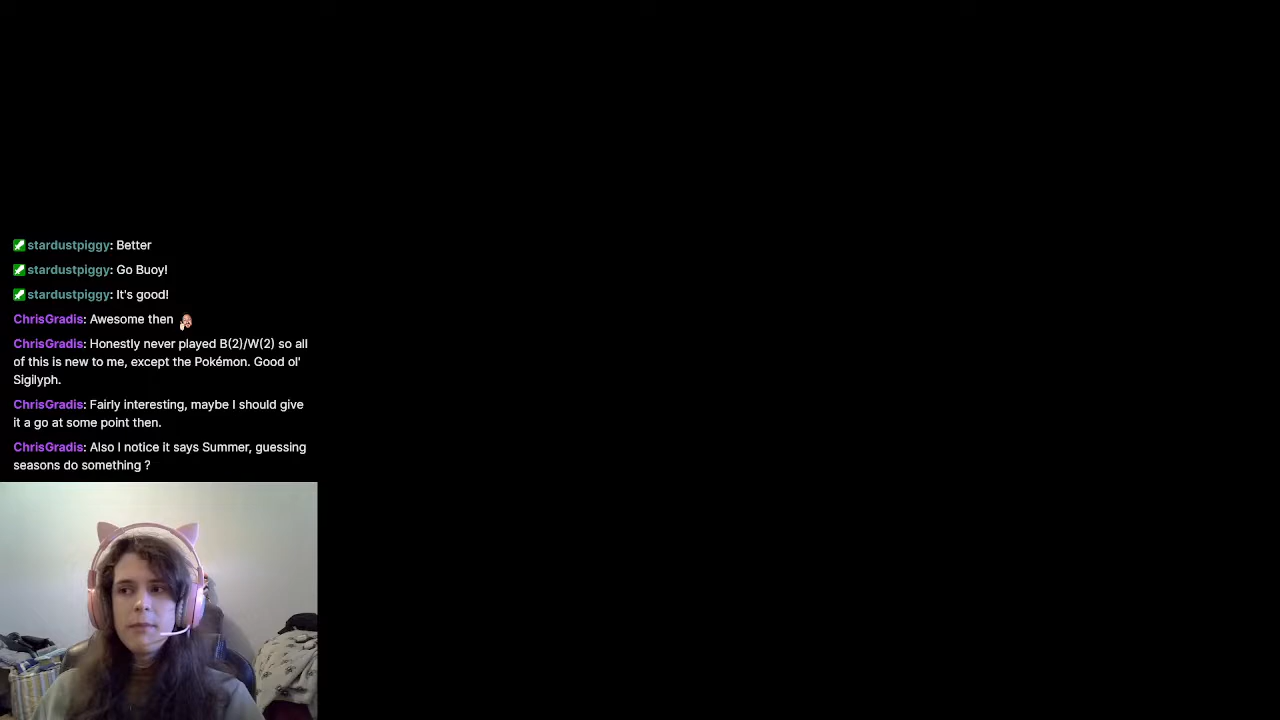 stardustpiggy: Better
stardustpiggy: Go Buoy!
stardustpiggy: It's good!
ChrisGradis: Awesome then
ChrisGradis: Honestly never played B(2)/W(2) so all
of this is new to me, except the Pokémon. Good ol'
Sigilyph.
ChrisGradis: Fairly interesting, maybe I should give
it a go at some point then.
ChrisGradis: Also I notice it says Summer, guessing
seasons do something ?